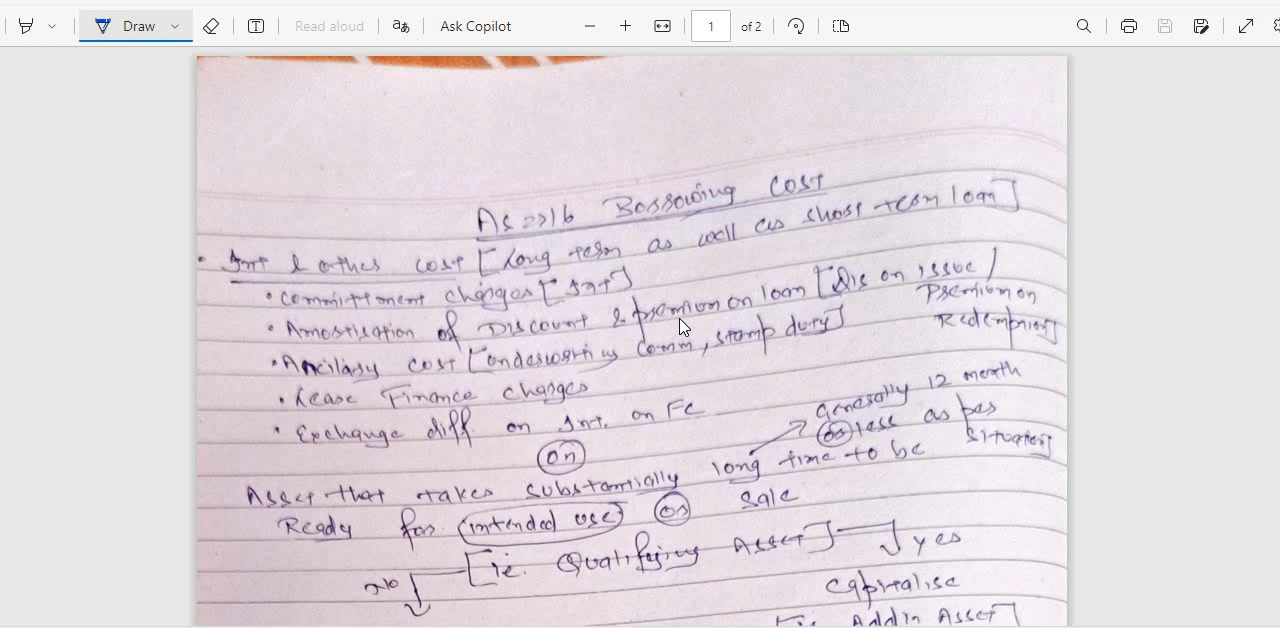 Draw
Read aloud
aあ
Ask Copilot
1 of 2
As =>16 Borrowing Cost
• Int & other cost [Long term as well as short term loan]
• Committment charges [Int]
• Amortisation of Discount & premium on loan [Dis on issue / Premium on Redemption]
• Ancilary cost [Underwriting comm, stamp duty]
• Lease Finance charges
• Exchange diff. on Int. on FC
on
Generally 12 month
or less as per situation
Asset that takes substantially long time to be
Ready for (intended use) or sale
[ie. Qualifying Asset] yes
No
Capitalise
Add in Asset]